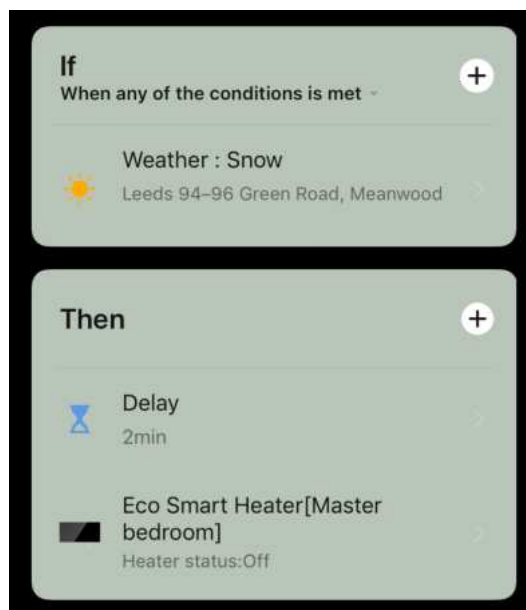 If
When any of the conditions is met
Weather : Snow
Leeds 94–96 Green Road, Meanwood
Then
Delay
2min
Eco Smart Heater[Master
bedroom]
Heater status:Off